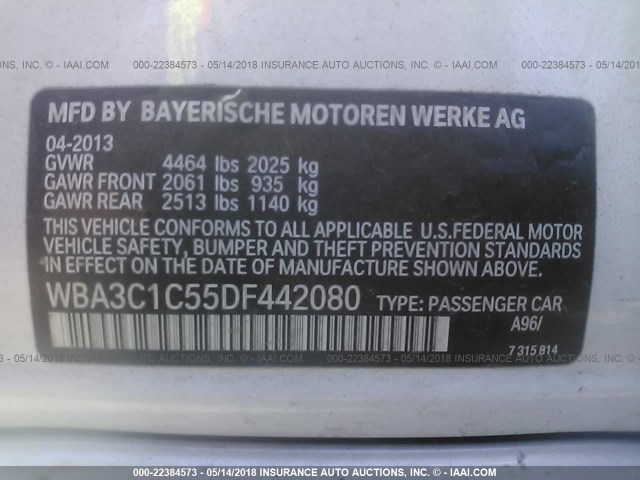 000-22384573 - 05/14/2018 INSURANCE AUTO AUCTIONS, INC. - IAAI.COM
MFD BY BAYERISCHE MOTOREN WERKE AG
04-2013
GVWR 4464 lbs 2025 kg
GAWR FRONT 2061 lbs 935 kg
GAWR REAR 2513 lbs 1140 kg
THIS VEHICLE CONFORMS TO ALL APPLICABLE U.S.FEDERAL MOTOR
VEHICLE SAFETY, BUMPER AND THEFT PREVENTION STANDARDS
IN EFFECT ON THE DATE OF MANUFACTURE SHOWN ABOVE.
WBA3C1C55DF442080 TYPE: PASSENGER CAR
A96/
7 315 814
000-22384573 - 05/14/2018 INSURANCE AUTO AUCTIONS, INC. - IAAI.COM
000-22384573 - 05/14/2018 INSURANCE AUTO AUCTIONS, INC. - IAAI.COM